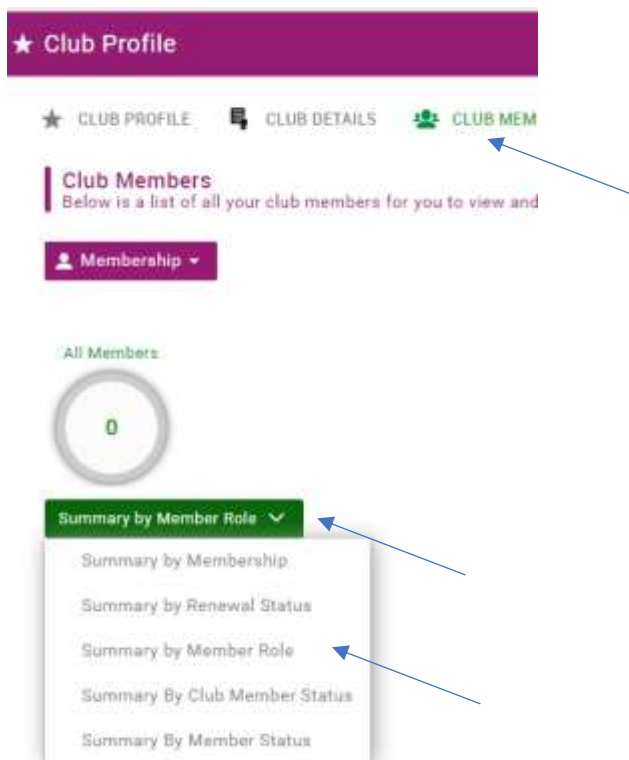 Club Profile
CLUB PROFILE CLUB DETAILS CLUB MEM
Club Members
Below is a list of all your club members for you to view and
Membership
All Members
0
Summary by Member Role
Summary by Membership
Summary by Renewal Status
Summary by Member Role
Summary By Club Member Status
Summary By Member Status